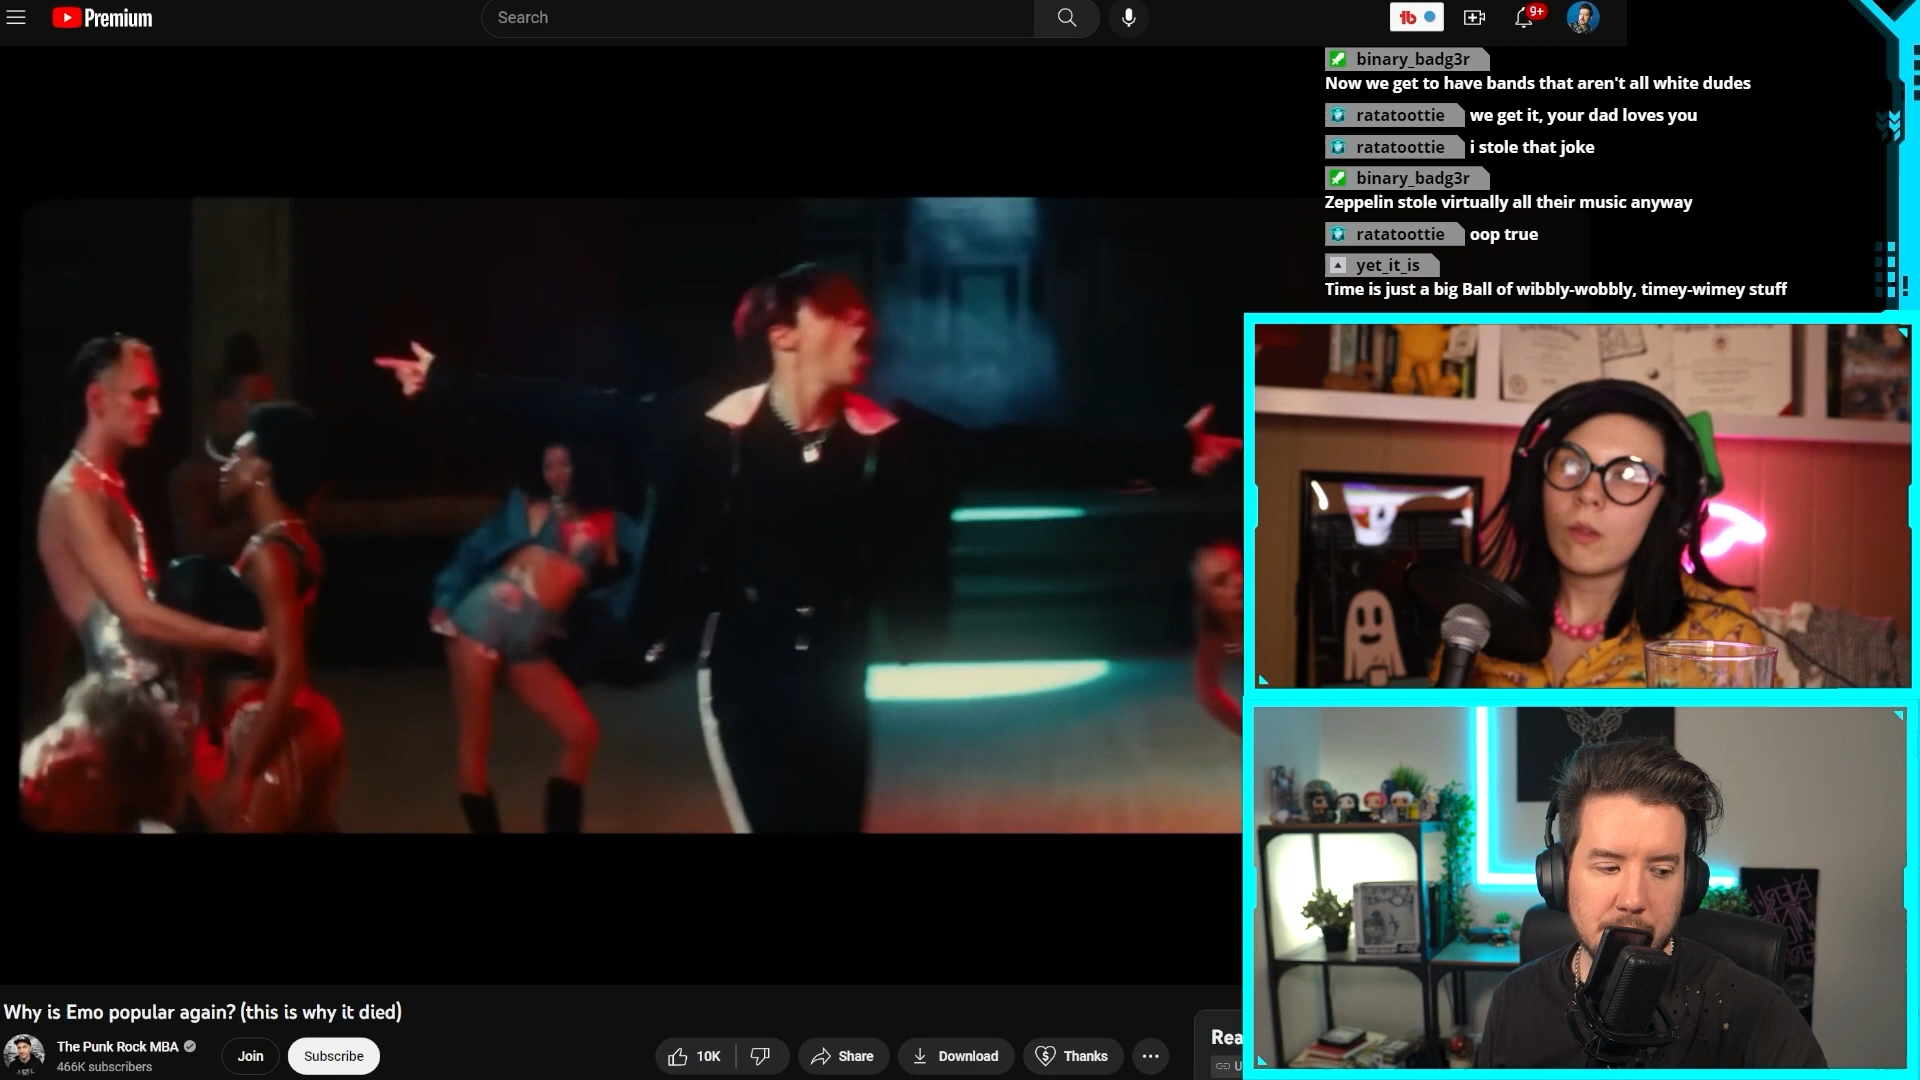 Premium
Search
9+
binary_badg3r
Now we get to have bands that aren't all white dudes
ratatoottie we get it, your dad loves you
ratatoottie i stole that joke
binary_badg3r
Zeppelin stole virtually all their music anyway
ratatoottie oop true
yet_it_is
Time is just a big Ball of wibbly-wobbly, timey-wimey stuff
Why is Emo popular again? (this is why it died)
The Punk Rock MBA
466K subscribers
Join
Subscribe
10K
Share
Download
Thanks
Rea
U